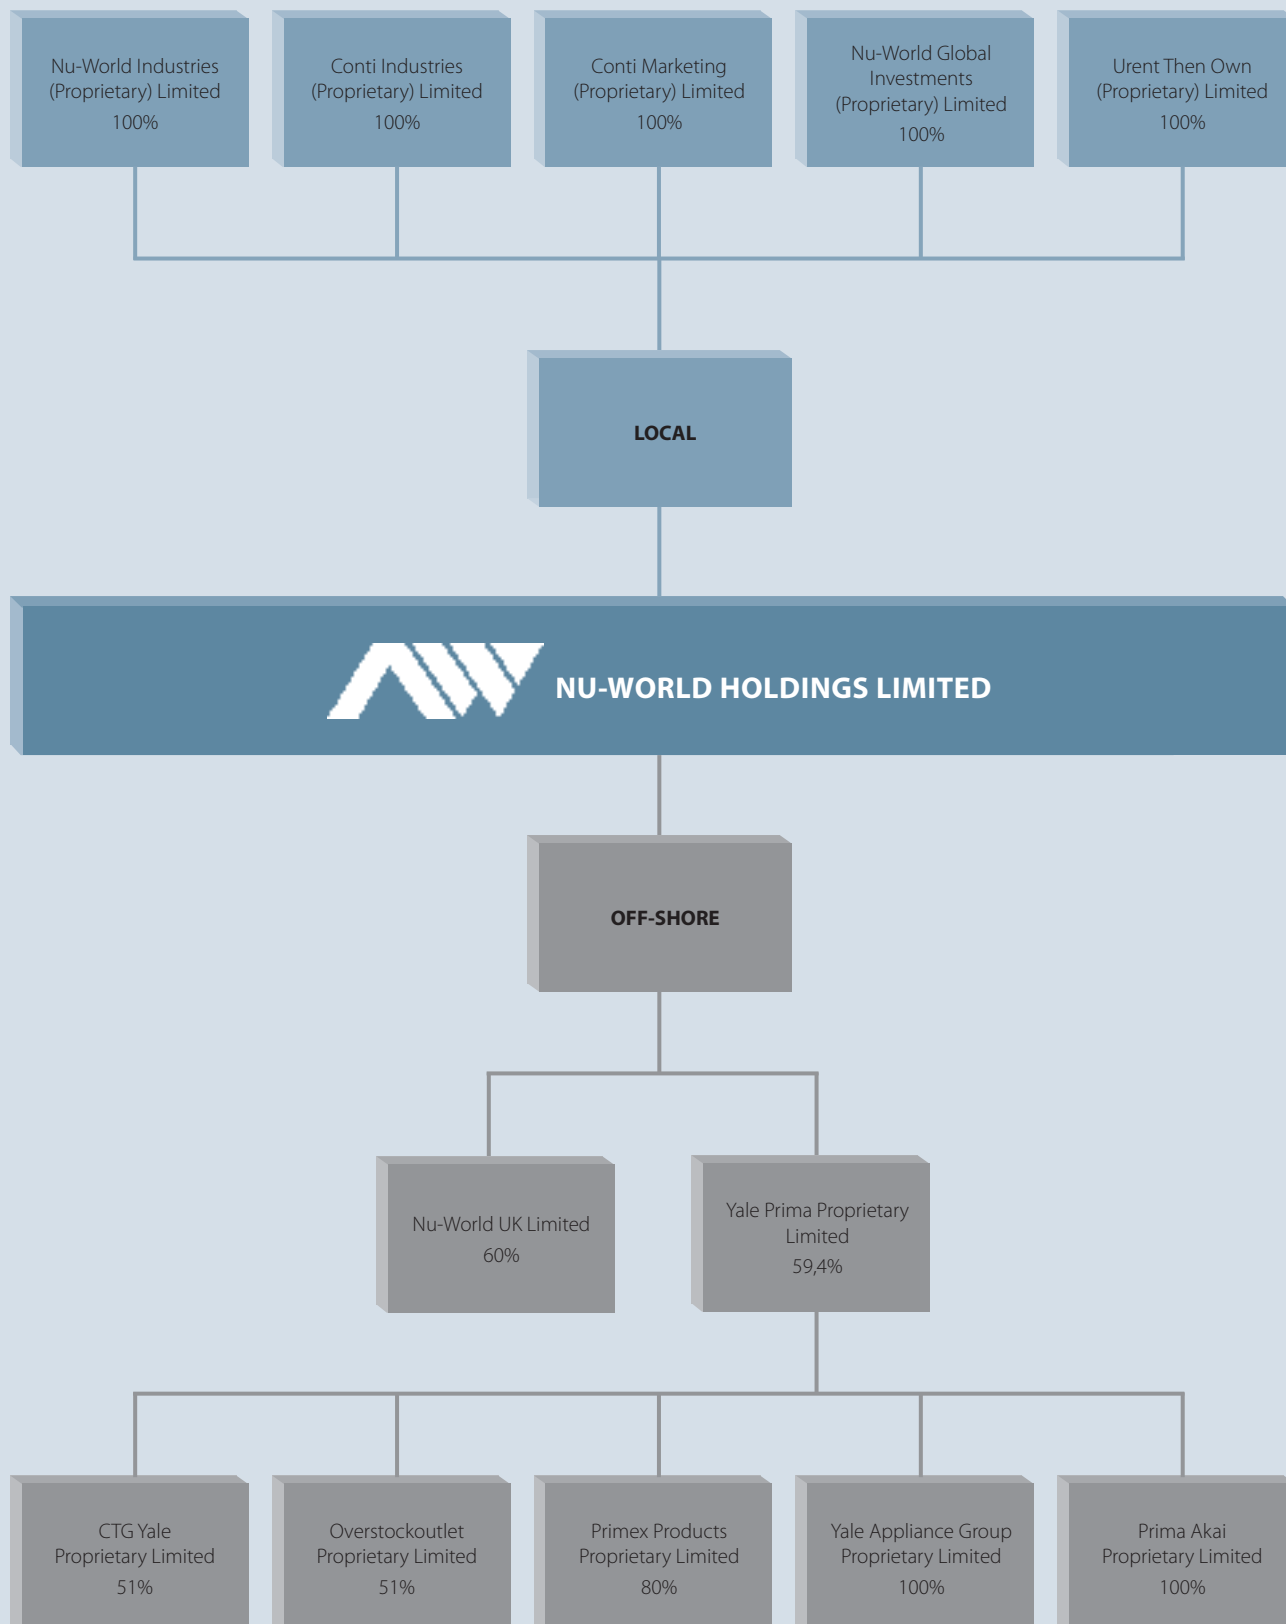 Nu-World Industries
(Proprietary) Limited
100%
Conti Industries
(Proprietary) Limited
100%
Conti Marketing
(Proprietary) Limited
100%
Nu-World Global
Investments
(Proprietary) Limited
100%
Urent Then Own
(Proprietary) Limited
100%
LOCAL
NU-WORLD HOLDINGS LIMITED
OFF-SHORE
Nu-World UK Limited
60%
Yale Prima Proprietary
Limited
59,4%
CTG Yale
Proprietary Limited
51%
Overstockoutlet
Proprietary Limited
51%
Primex Products
Proprietary Limited
80%
Yale Appliance Group
Proprietary Limited
100%
Prima Akai
Proprietary Limited
100%